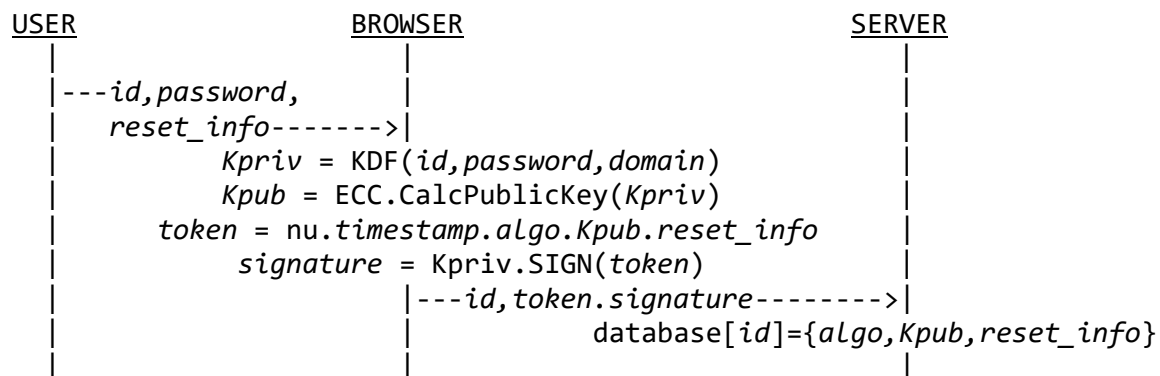 USER BROWSER SERVER
---id,password,
reset_info------->
Kpriv = KDF(id,password,domain)
Kpub = ECC.CalcPublicKey(Kpriv)
token = nu.timestamp.algo.Kpub.reset_info
signature = Kpriv.SIGN(token)
---id,token.signature-------->
database[id]={algo,Kpub,reset_info}